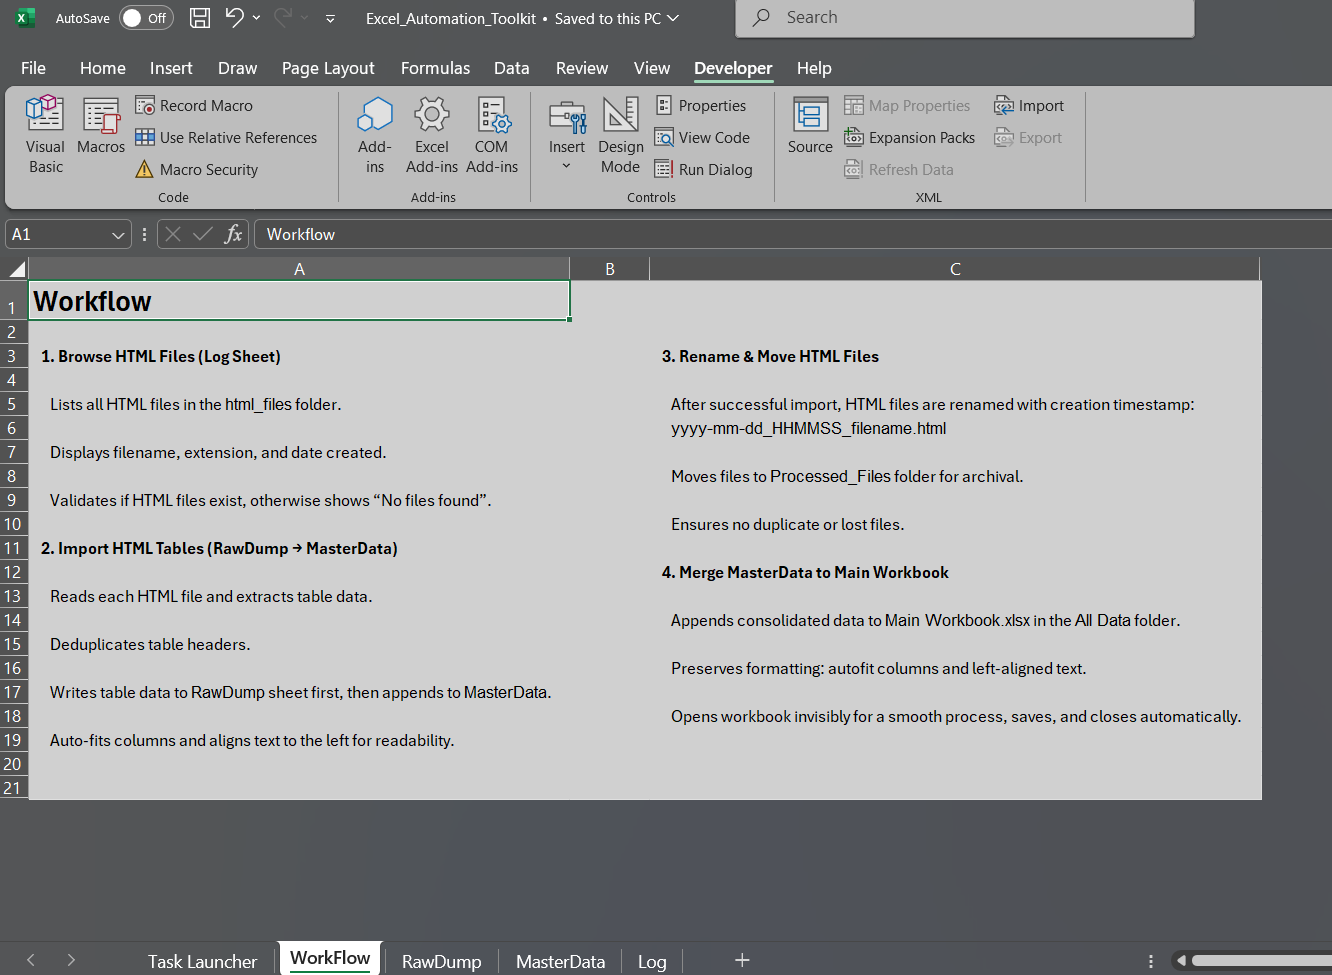 AutoSave Off Excel_Automation_Toolkit • Saved to this PC Search
File Home Insert Draw Page Layout Formulas Data Review View Developer Help
Visual Basic
Macros
Record Macro
Use Relative References
Macro Security
Code
Add-ins
Excel Add-ins
COM Add-ins
Add-ins
Insert
Design Mode
Properties
View Code
Run Dialog
Controls
Source
Map Properties
Expansion Packs
Refresh Data
Import
Export
XML
A1 fx Workflow
A B C
1 Workflow
2
3
4
5
6
7
8
9
10
11
12
13
14
15
16
17
18
19
20
21
1. Browse HTML Files (Log Sheet)
Lists all HTML files in the html_files folder.
Displays filename, extension, and date created.
Validates if HTML files exist, otherwise shows “No files found”.
2. Import HTML Tables (RawDump → MasterData)
Reads each HTML file and extracts table data.
Deduplicates table headers.
Writes table data to RawDump sheet first, then appends to MasterData.
Auto-fits columns and aligns text to the left for readability.
3. Rename & Move HTML Files
After successful import, HTML files are renamed with creation timestamp:
yyyy-mm-dd_HHMMSS_filename.html
Moves files to Processed_Files folder for archival.
Ensures no duplicate or lost files.
4. Merge MasterData to Main Workbook
Appends consolidated data to Main Workbook.xlsx in the All Data folder.
Preserves formatting: autofit columns and left-aligned text.
Opens workbook invisibly for a smooth process, saves, and closes automatically.
Task Launcher WorkFlow RawDump MasterData Log